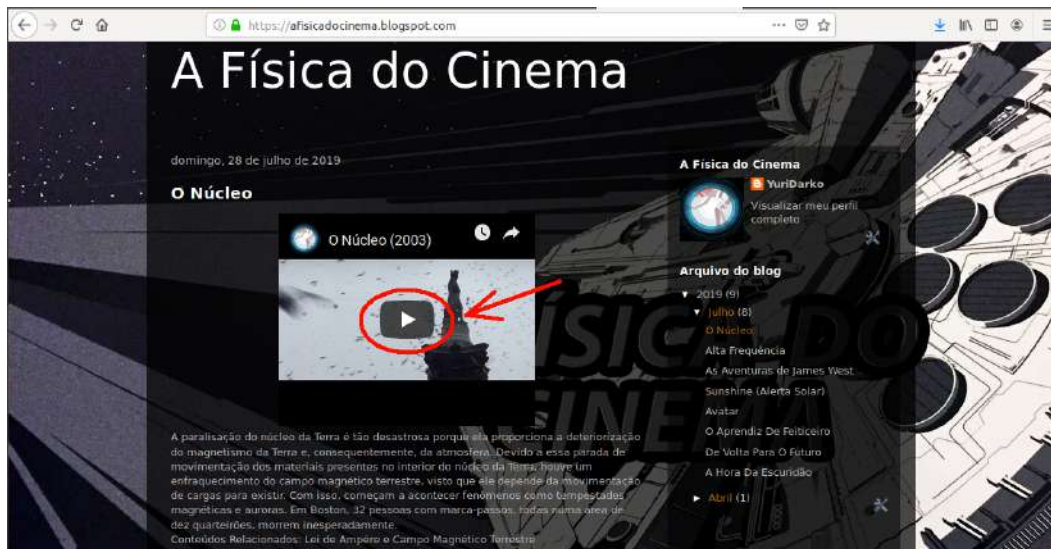 https://afisicadocinema.blogspot.com
A Física do Cinema
domingo, 28 de julho de 2019
O Núcleo
O Núcleo (2003)
A paralisação do núcleo da Terra é tão desastrosa porque ela proporciona a deteriorização
do magnetismo da Terra e, consequentemente, da atmosfera. Devido a essa parada de
movimentação dos materiais presentes no interior do núcleo da Terra, houve um
enfraquecimento do campo magnético terrestre, visto que ele depende da movimentação
de cargas para existir. Com isso, começam a acontecer fenômenos como tempestades
magnéticas e auroras. Em Boston, 32 pessoas com marca-passos, todas numa área de
dez quarteirões, morrem inesperadamente.
Conteúdos Relacionados: Lei de Ampère e Campo Magnético Terrestre
A Física do Cinema
YuriDarko
Visualizar meu perfil
completo
Arquivo do blog
▼ 2019 (9)
▼ Julho (8)
O Núcleo
Alta Frequência
As Aventuras de James West
Sunshine (Alerta Solar)
Avatar
O Aprendiz De Feiticeiro
De Volta Para O Futuro
A Hora Da Escuridão
► Abril (1)
FÍSICA DO
CINEMA